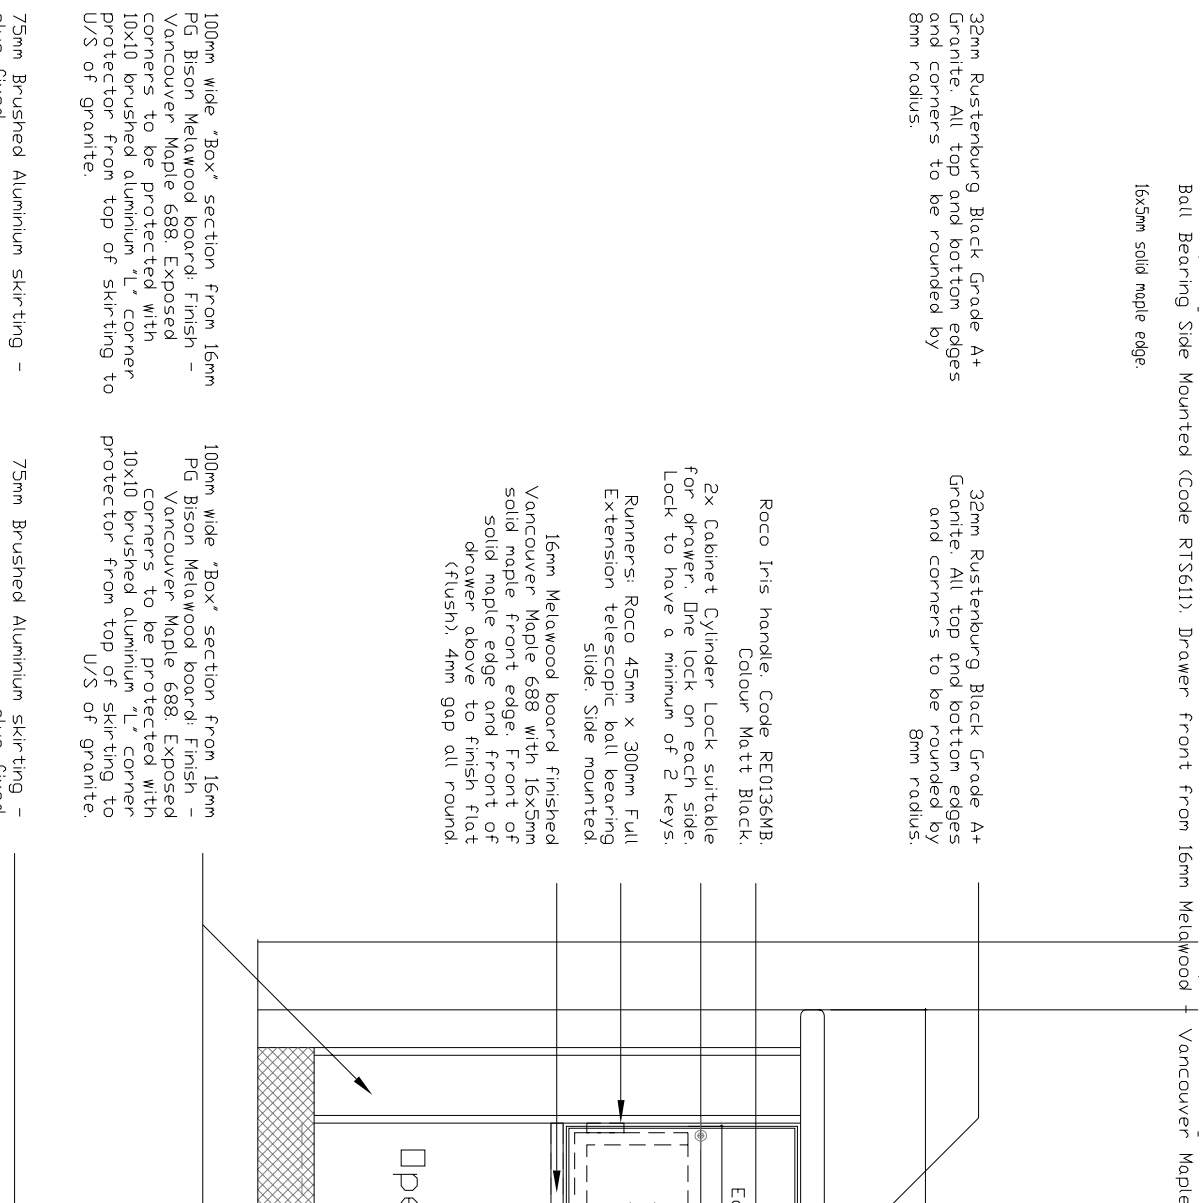 Ball Bearing Side Mounted (Code RTS611). Drawer front from 16mm Melawood - Vancouver Maple
16x5mm solid maple edge.
32mm Rustenburg Black Grade A+
Granite. All top and bottom edges
and corners to be rounded by
8mm radius.
32mm Rustenburg Black Grade A+
Granite. All top and bottom edges
and corners to be rounded by
8mm radius.
Roco Iris handle. Code RE0136MB.
Colour Matt Black.
2x Cabinet Cylinder Lock suitable
for drawer. One lock on each side.
Lock to have a minimum of 2 keys.
Runners: Roco 45mm x 300mm Full
Extension telescopic ball bearing
slide. Side mounted.
16mm Melawood board finished
Vancouver Maple 688 with 16x5mm
solid maple front edge. Front of
solid maple edge and front of
drawer above to finish flat
(flush). 4mm gap all round.
100mm wide "Box" section from 16mm
PG Bison Melawood board: Finish -
Vancouver Maple 688. Exposed
corners to be protected with
10x10 brushed aluminium "L" corner
protector from top of skirting to
U/S of granite.
100mm wide "Box" section from 16mm
PG Bison Melawood board: Finish -
Vancouver Maple 688. Exposed
corners to be protected with
10x10 brushed aluminium "L" corner
protector from top of skirting to
U/S of granite.
75mm Brushed Aluminium skirting -
75mm Brushed Aluminium skirting -
Ope